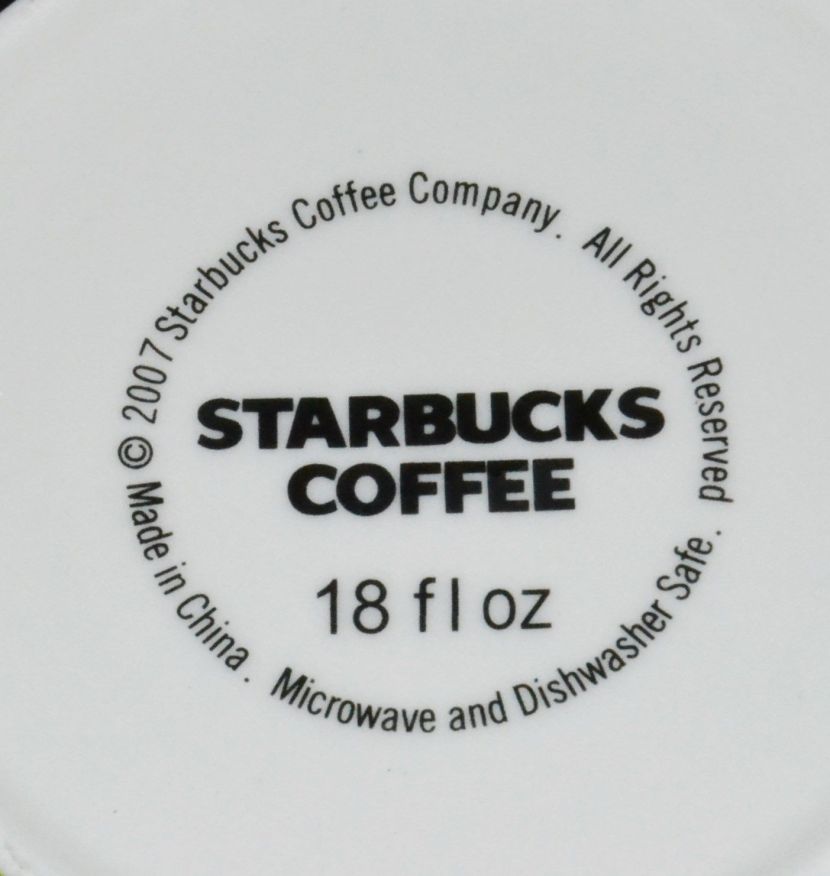 © 2007 Starbucks Coffee Company. All Rights Reserved
STARBUCKS
COFFEE
18 fl oz
Made in China. Microwave and Dishwasher Safe.